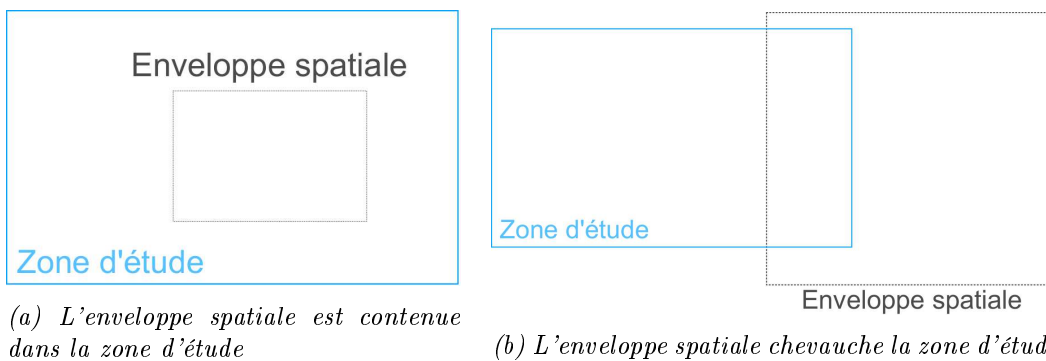 Enveloppe spatiale
Zone d'étude
(a) L'enveloppe spatiale est contenue
dans la zone d'étude
Zone d'étude
Enveloppe spatiale
(b) L'enveloppe spatiale chevauche la zone d'étud